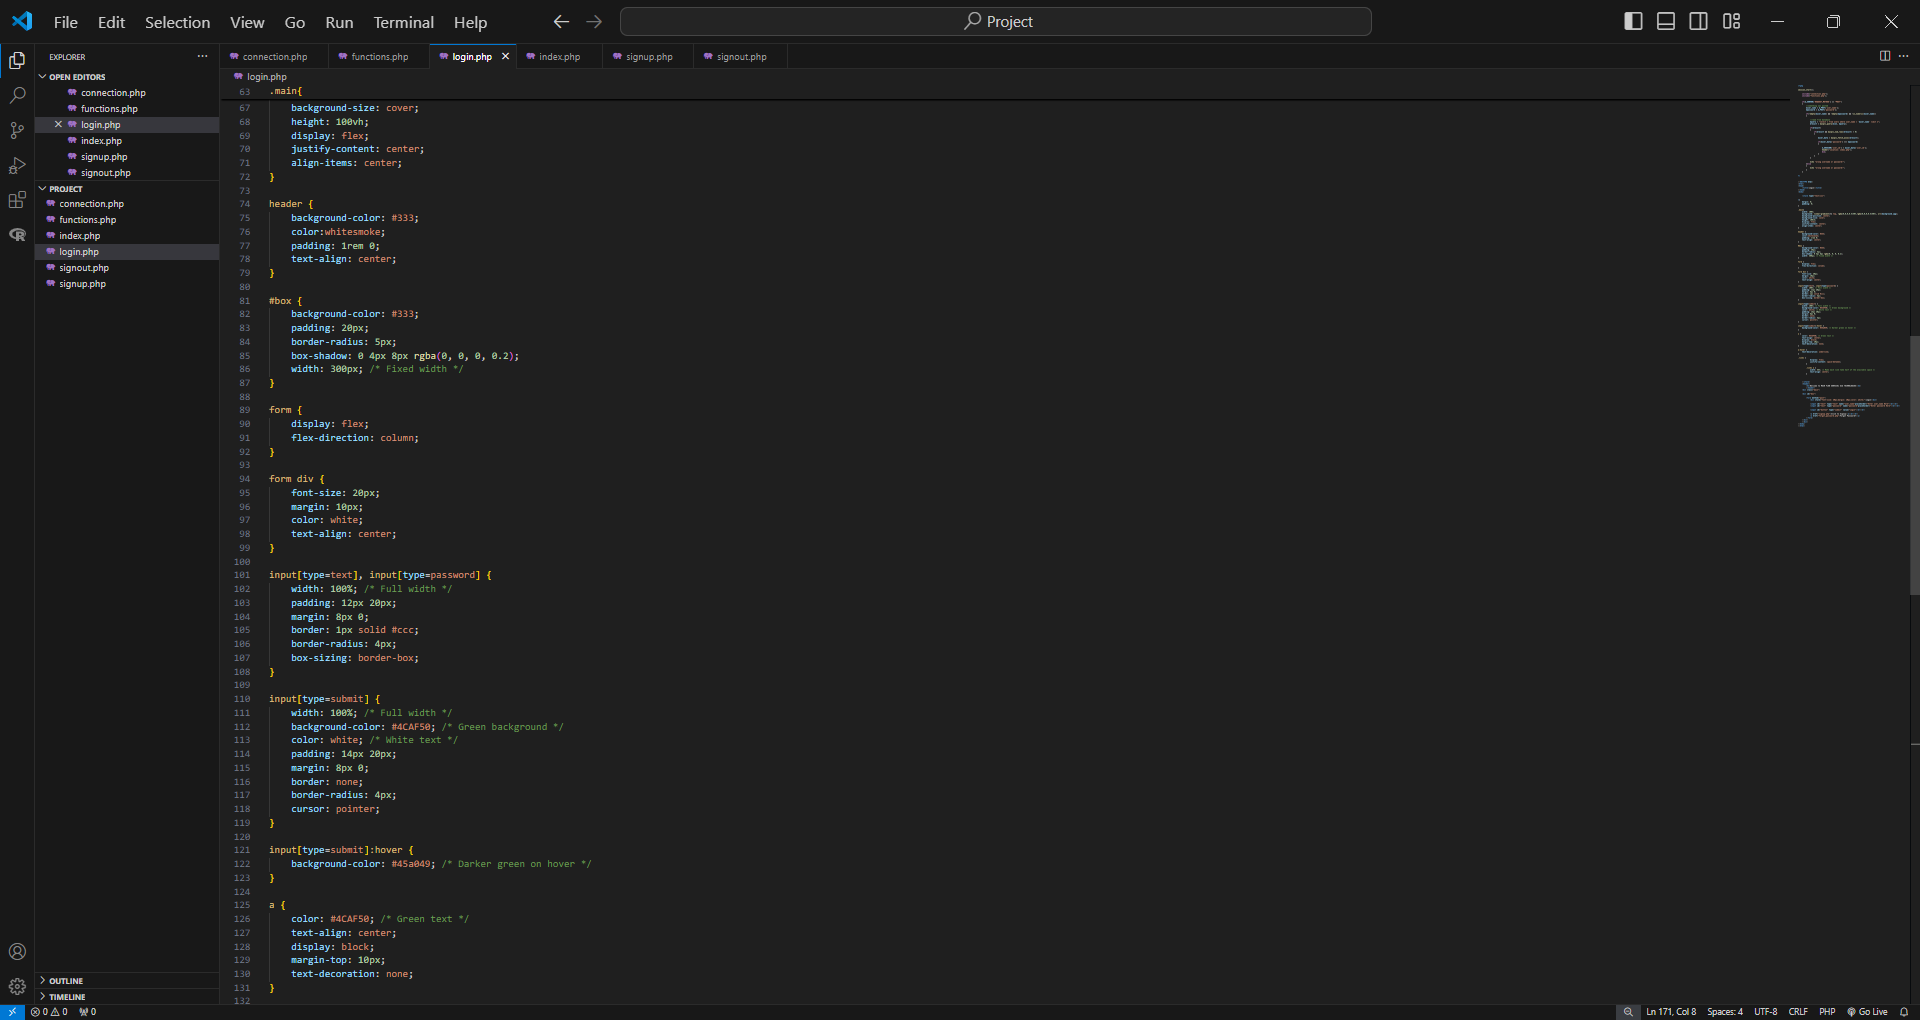 File Edit Selection View Go Run Terminal Help
Project
EXPLORER
OPEN EDITORS
connection.php
functions.php
login.php
index.php
signup.php
signout.php
PROJECT
connection.php
functions.php
index.php
login.php
signout.php
signup.php
OUTLINE
TIMELINE
connection.php functions.php login.php index.php signup.php signout.php
login.php
63 .main{
67 background-size: cover;
68 height: 100vh;
69 display: flex;
70 justify-content: center;
71 align-items: center;
72 }
73
74 header {
75 background-color: #333;
76 color:whitesmoke;
77 padding: 1rem 0;
78 text-align: center;
79 }
80
81 #box {
82 background-color: #333;
83 padding: 20px;
84 border-radius: 5px;
85 box-shadow: 0 4px 8px rgba(0, 0, 0, 0.2);
86 width: 300px; /* Fixed width */
87 }
88
89 form {
90 display: flex;
91 flex-direction: column;
92 }
93
94 form div {
95 font-size: 20px;
96 margin: 10px;
97 color: white;
98 text-align: center;
99 }
100
101 input[type=text], input[type=password] {
102 width: 100%; /* Full width */
103 padding: 12px 20px;
104 margin: 8px 0;
105 border: 1px solid #ccc;
106 border-radius: 4px;
107 box-sizing: border-box;
108 }
109
110 input[type=submit] {
111 width: 100%; /* Full width */
112 background-color: #4CAF50; /* Green background */
113 color: white; /* White text */
114 padding: 14px 20px;
115 margin: 8px 0;
116 border: none;
117 border-radius: 4px;
118 cursor: pointer;
119 }
120
121 input[type=submit]:hover {
122 background-color: #45a049; /* Darker green on hover */
123 }
124
125 a {
126 color: #4CAF50; /* Green text */
127 text-align: center;
128 display: block;
129 margin-top: 10px;
130 text-decoration: none;
131 }
132
0 0 0 Ln 171, Col 8 Spaces: 4 UTF-8 CRLF PHP Go Live